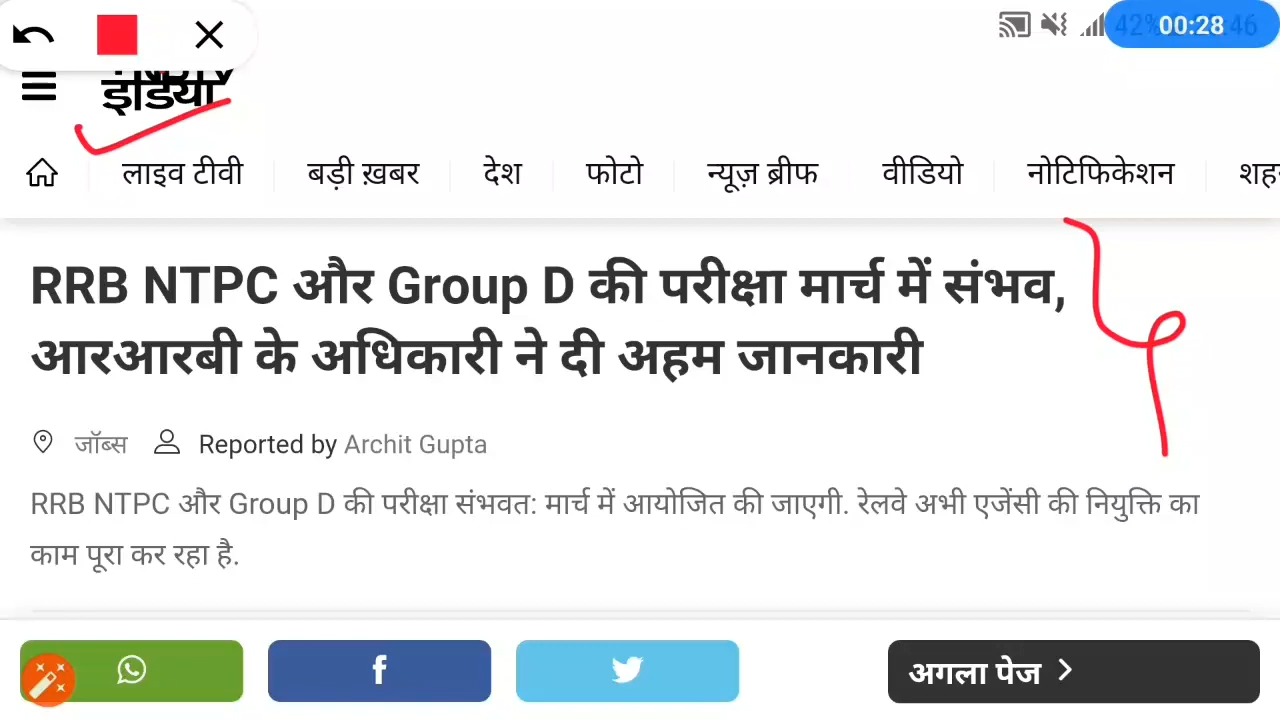 00:28
इंडिया
लाइव टीवी
बड़ी ख़बर
देश
फोटो
न्यूज़ ब्रीफ
वीडियो
नोटिफिकेशन
RRB NTPC और Group D की परीक्षा मार्च में संभव,
आरआरबी के अधिकारी ने दी अहम जानकारी
जॉब्स Reported by Archit Gupta
RRB NTPC और Group D की परीक्षा संभवत: मार्च में आयोजित की जाएगी. रेलवे अभी एजेंसी की नियुक्ति का
काम पूरा कर रहा है.
अगला पेज